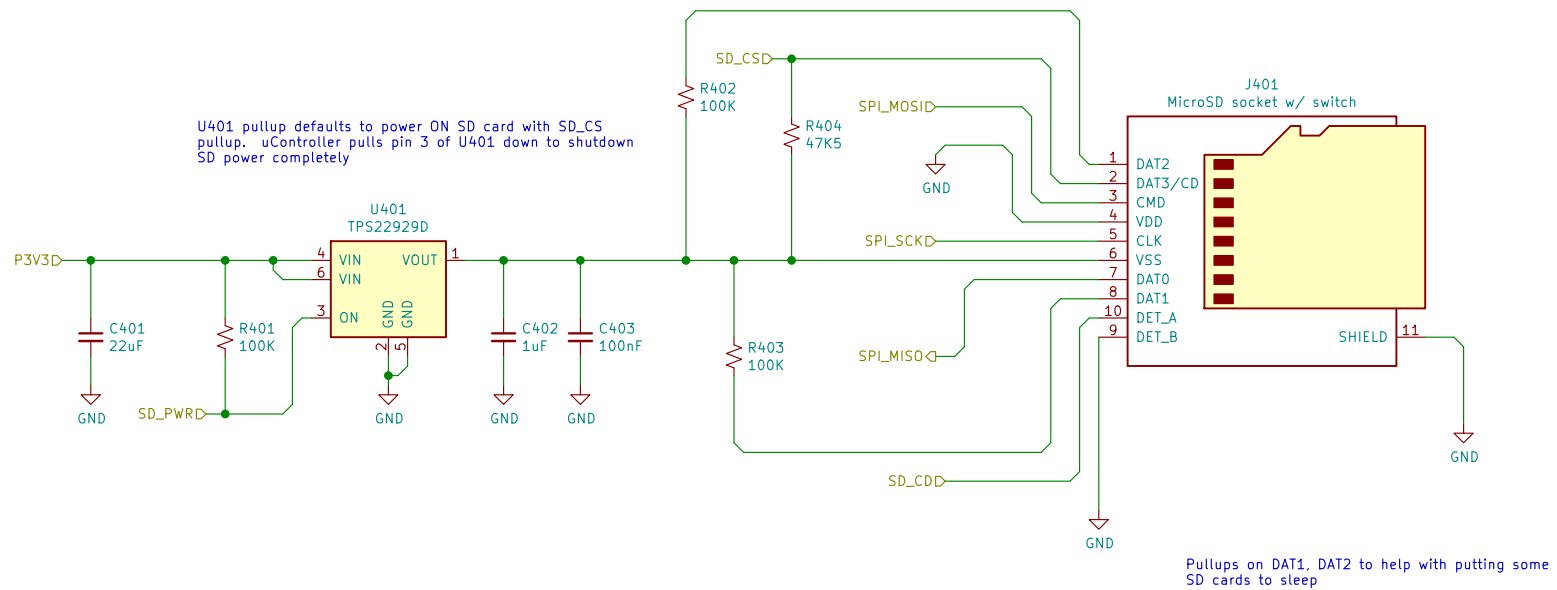 U401 pullup defaults to power ON SD card with SD_CS
pullup.  uController pulls pin 3 of U401 down to shutdown
SD power completely
P3V3
C401
22uF
GND
R401
100K
SD_PWR
U401
TPS22929D
4
VIN
6
VIN
3
ON
VOUT
1
GND
GND
2
5
GND
C402
1uF
GND
C403
100nF
GND
R402
100K
SD_CS
R404
47K5
SPI_MOSI
GND
SPI_SCK
R403
100K
SPI_MISO
SD_CD
GND
J401
MicroSD socket w/ switch
1
DAT2
2
DAT3/CD
3
CMD
4
VDD
5
CLK
6
VSS
7
DAT0
8
DAT1
10
DET_A
9
DET_B
SHIELD
11
GND
Pullups on DAT1, DAT2 to help with putting some
SD cards to sleep